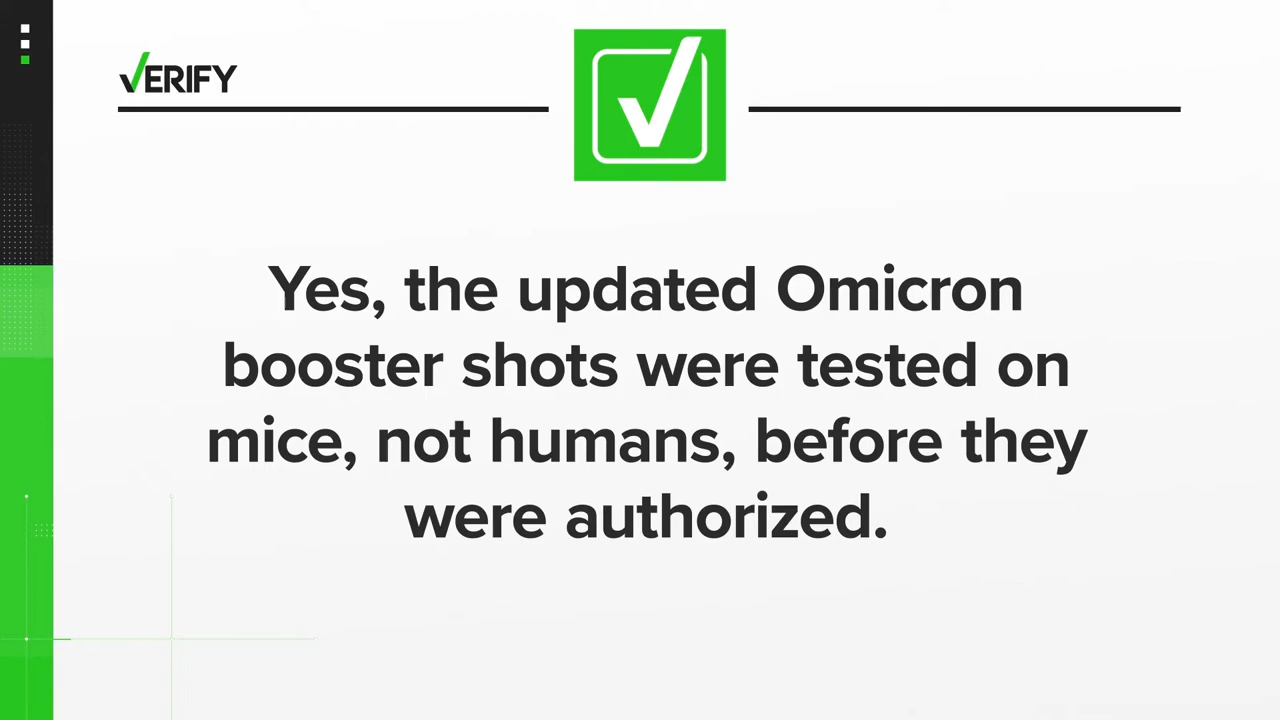 VERIFY
Yes, the updated Omicron
booster shots were tested on
mice, not humans, before they
were authorized.